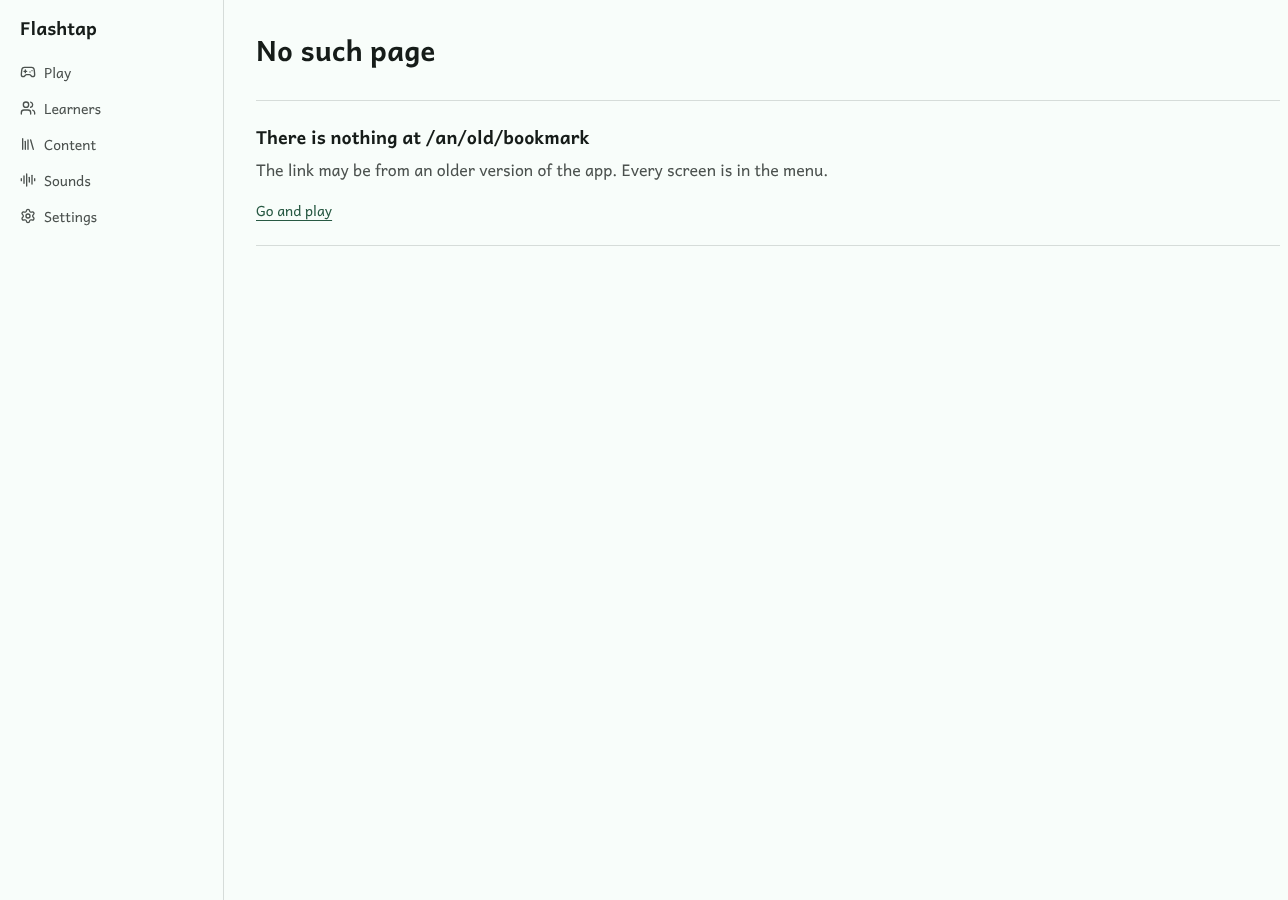 Flashtap
Play
Learners
Content
Sounds
Settings
No such page
There is nothing at /an/old/bookmark
The link may be from an older version of the app. Every screen is in the menu.
Go and play